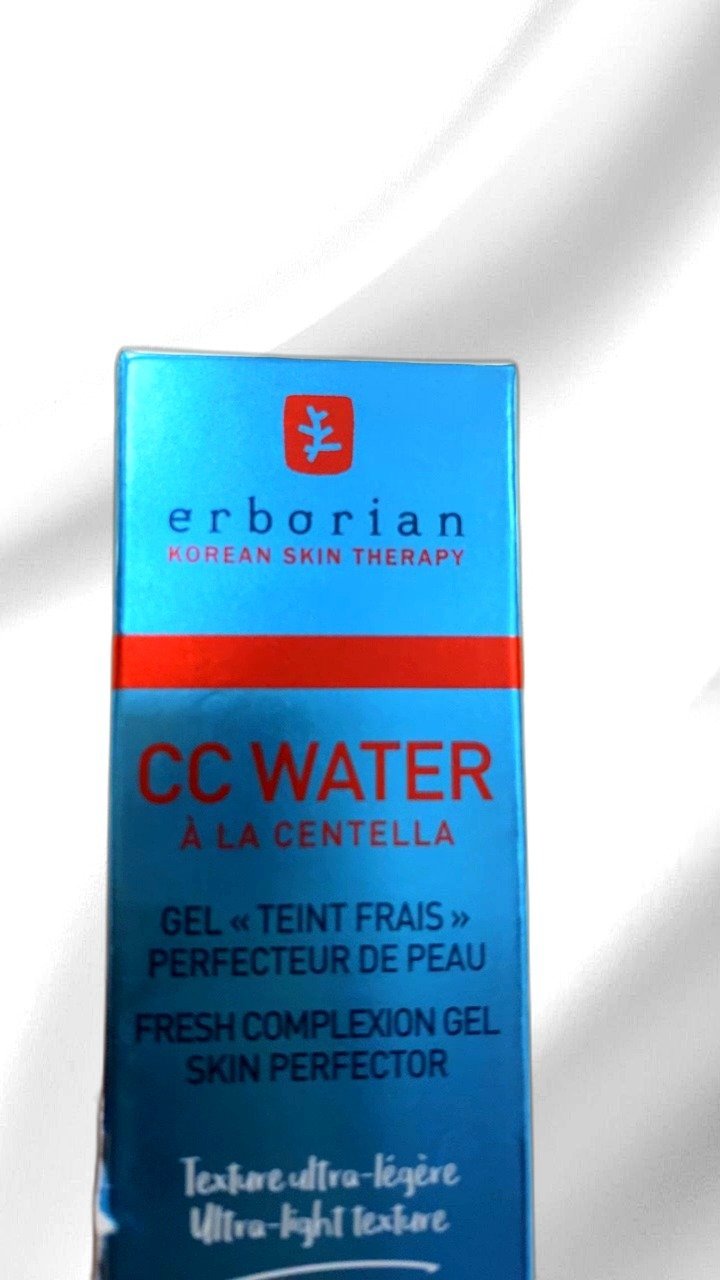 erborian
KOREAN SKIN THERAPY
CC WATER
À LA CENTELLA
GEL « TEINT FRAIS »
PERFECTEUR DE PEAU
FRESH COMPLEXION GEL
SKIN PERFECTOR
Texture ultra-légère
Ultra-light texture